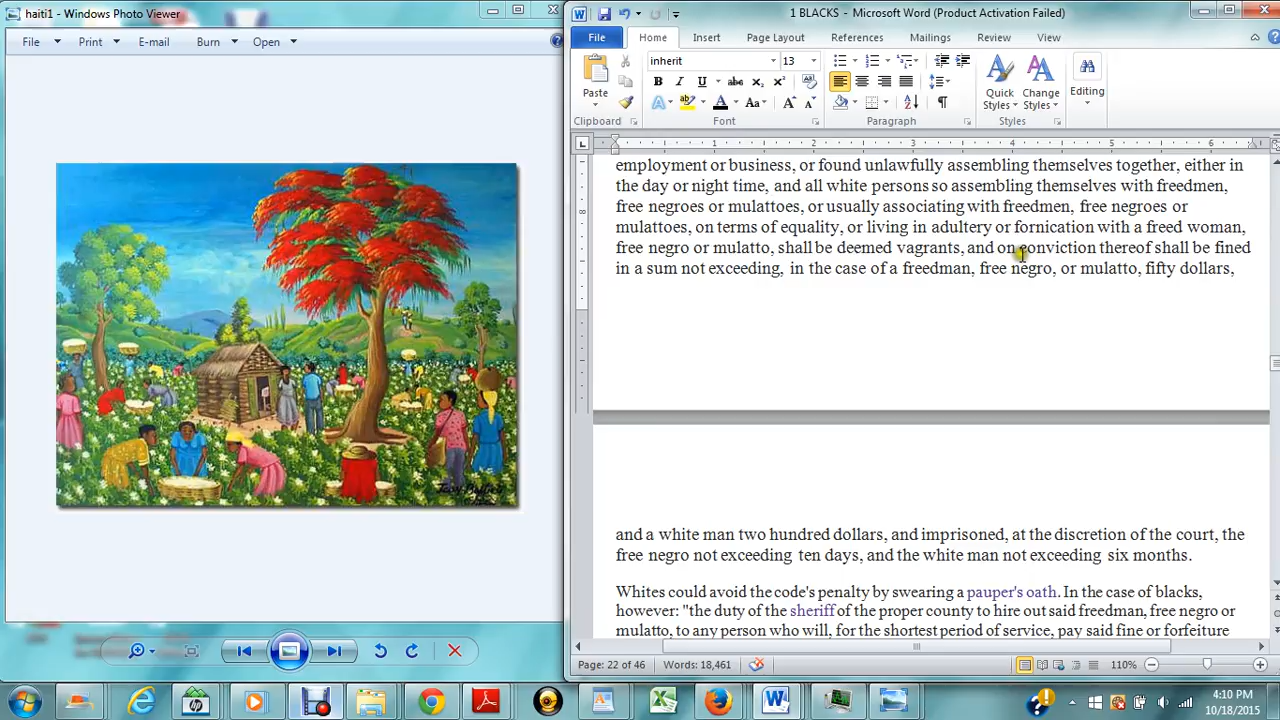 haiti1 - Windows Photo Viewer
File Print E-mail Burn Open
1 BLACKS - Microsoft Word (Product Activation Failed)
File Home Insert Page Layout References Mailings Review View
inherit 13
Paste
Quick Styles
Change Styles
Editing
Clipboard Font Paragraph Styles
1 2 3 4 5 6
employment or business, or found unlawfully assembling themselves together, either in
the day or night time, and all white persons so assembling themselves with freedmen,
free negroes or mulattoes, or usually associating with freedmen, free negroes or
mulattoes, on terms of equality, or living in adultery or fornication with a freed woman,
free negro or mulatto, shall be deemed vagrants, and on conviction thereof shall be fined
in a sum not exceeding, in the case of a freedman, free negro, or mulatto, fifty dollars,
and a white man two hundred dollars, and imprisoned, at the discretion of the court, the
free negro not exceeding ten days, and the white man not exceeding six months.
Whites could avoid the code's penalty by swearing a pauper's oath. In the case of blacks,
however: "the duty of the sheriff of the proper county to hire out said freedman, free negro or
mulatto, to any person who will, for the shortest period of service, pay said fine or forfeiture
Page: 22 of 46 Words: 18,461 110%
4:10 PM
10/18/2015